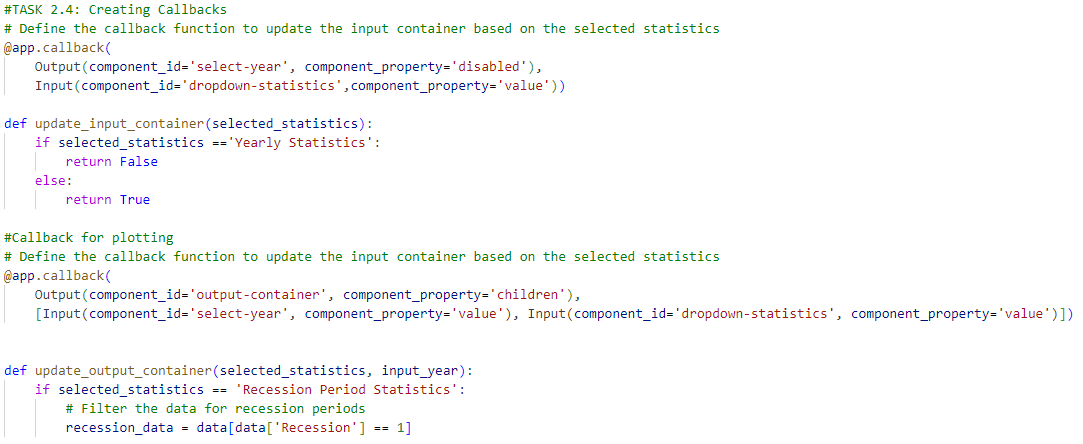 #TASK 2.4: Creating Callbacks
# Define the callback function to update the input container based on the selected statistics
@app.callback(
    Output(component_id='select-year', component_property='disabled'),
    Input(component_id='dropdown-statistics',component_property='value'))

def update_input_container(selected_statistics):
    if selected_statistics =='Yearly Statistics':
        return False
    else:
        return True

#Callback for plotting
# Define the callback function to update the input container based on the selected statistics
@app.callback(
    Output(component_id='output-container', component_property='children'),
    [Input(component_id='select-year', component_property='value'), Input(component_id='dropdown-statistics', component_property='value')])


def update_output_container(selected_statistics, input_year):
    if selected_statistics == 'Recession Period Statistics':
        # Filter the data for recession periods
        recession_data = data[data['Recession'] == 1]